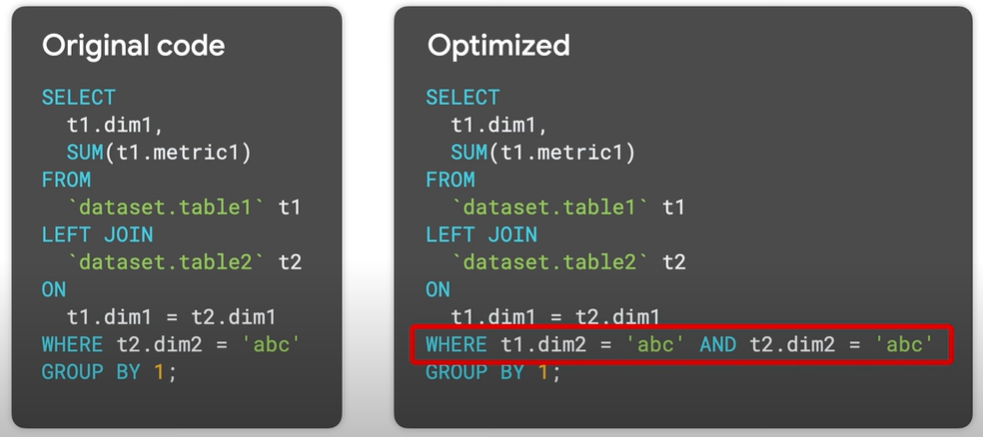 Original code
SELECT
t1.dim1,
SUM(t1.metric1)
FROM
`dataset.table1` t1
LEFT JOIN
`dataset.table2` t2
ON
t1.dim1 = t2.dim1
WHERE t2.dim2 = 'abc'
GROUP BY 1;
Optimized
SELECT
t1.dim1,
SUM(t1.metric1)
FROM
`dataset.table1` t1
LEFT JOIN
`dataset.table2` t2
ON
t1.dim1 = t2.dim1
WHERE t1.dim2 = 'abc' AND t2.dim2 = 'abc'
GROUP BY 1;